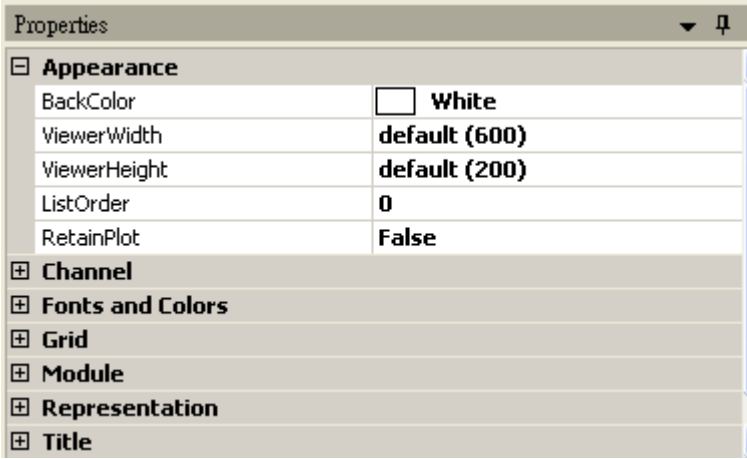 Properties
Appearance
BackColor White
ViewerWidth default (600)
ViewerHeight default (200)
ListOrder 0
RetainPlot False
Channel
Fonts and Colors
Grid
Module
Representation
Title